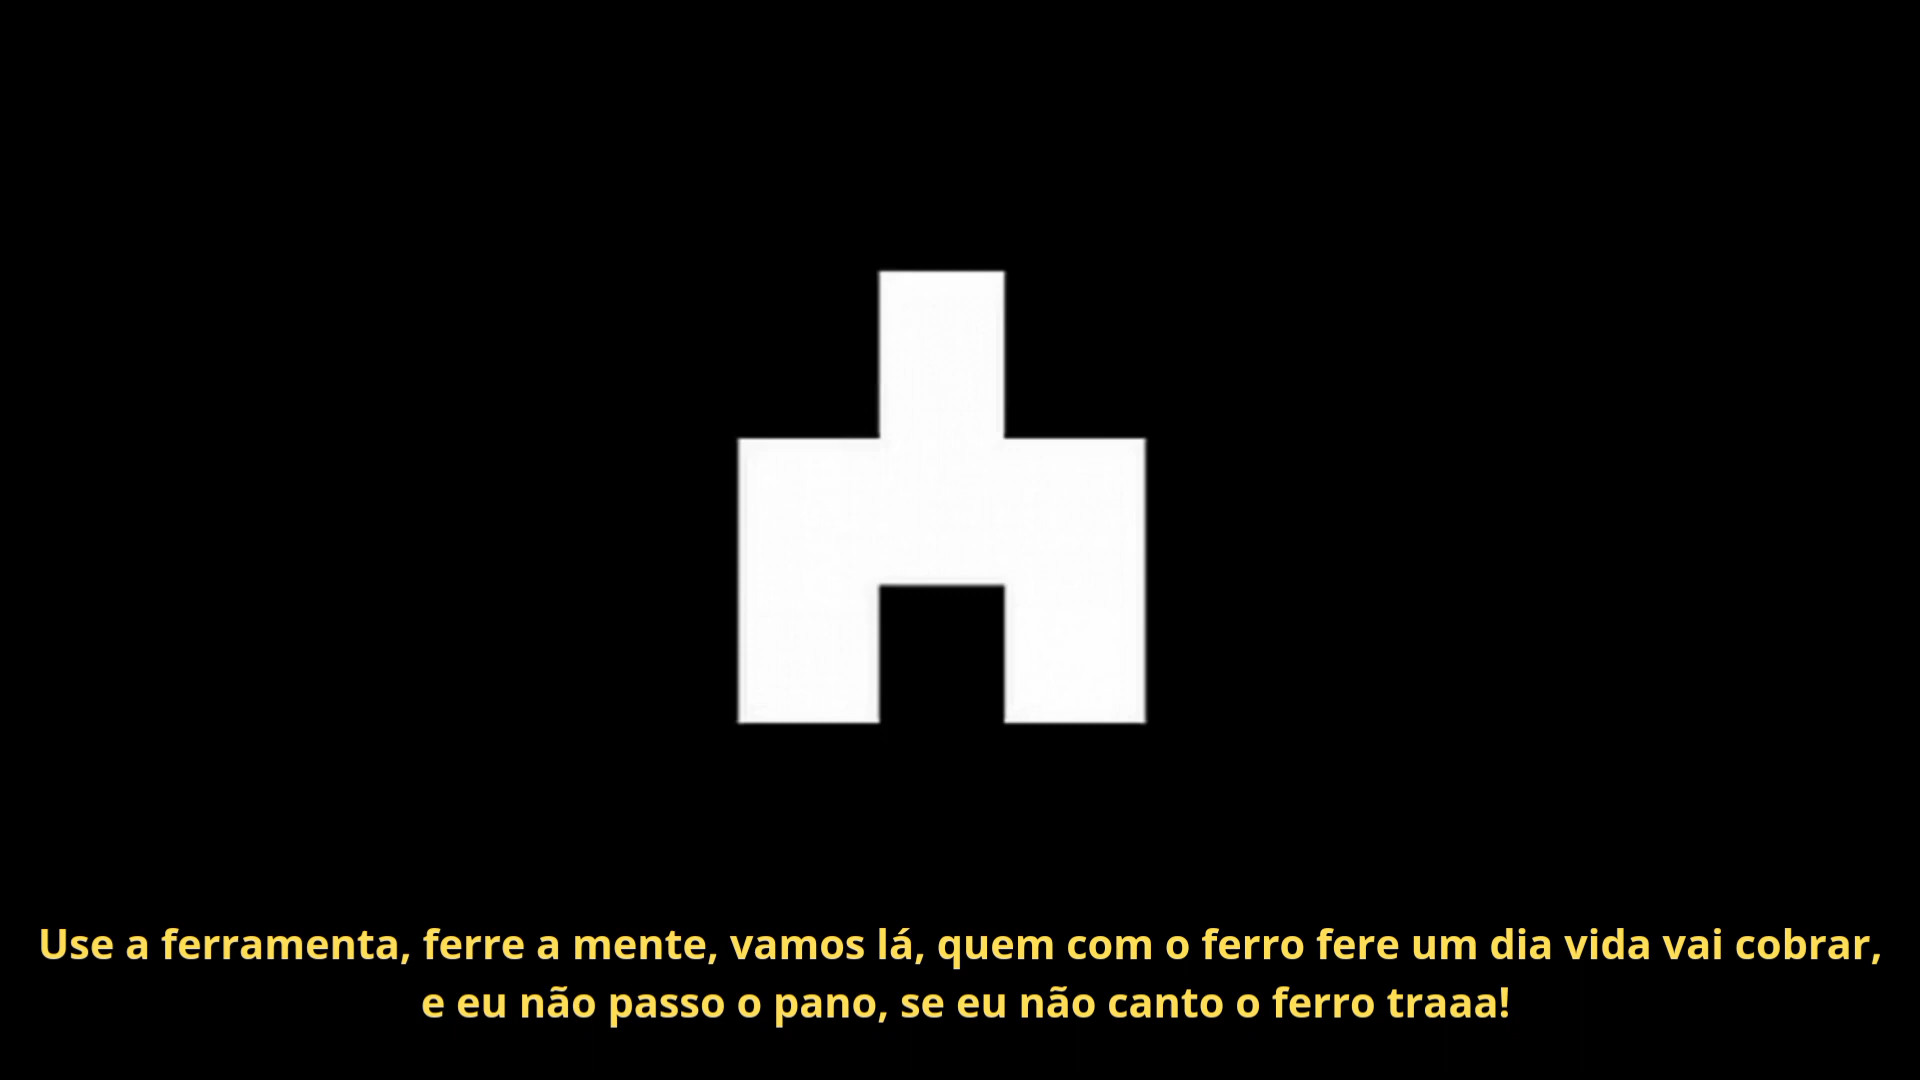 Use a ferramenta, ferre a mente, vamos lá, quem com o ferro fere um dia vida vai cobrar,
e eu não passo o pano, se eu não canto o ferro traaa!